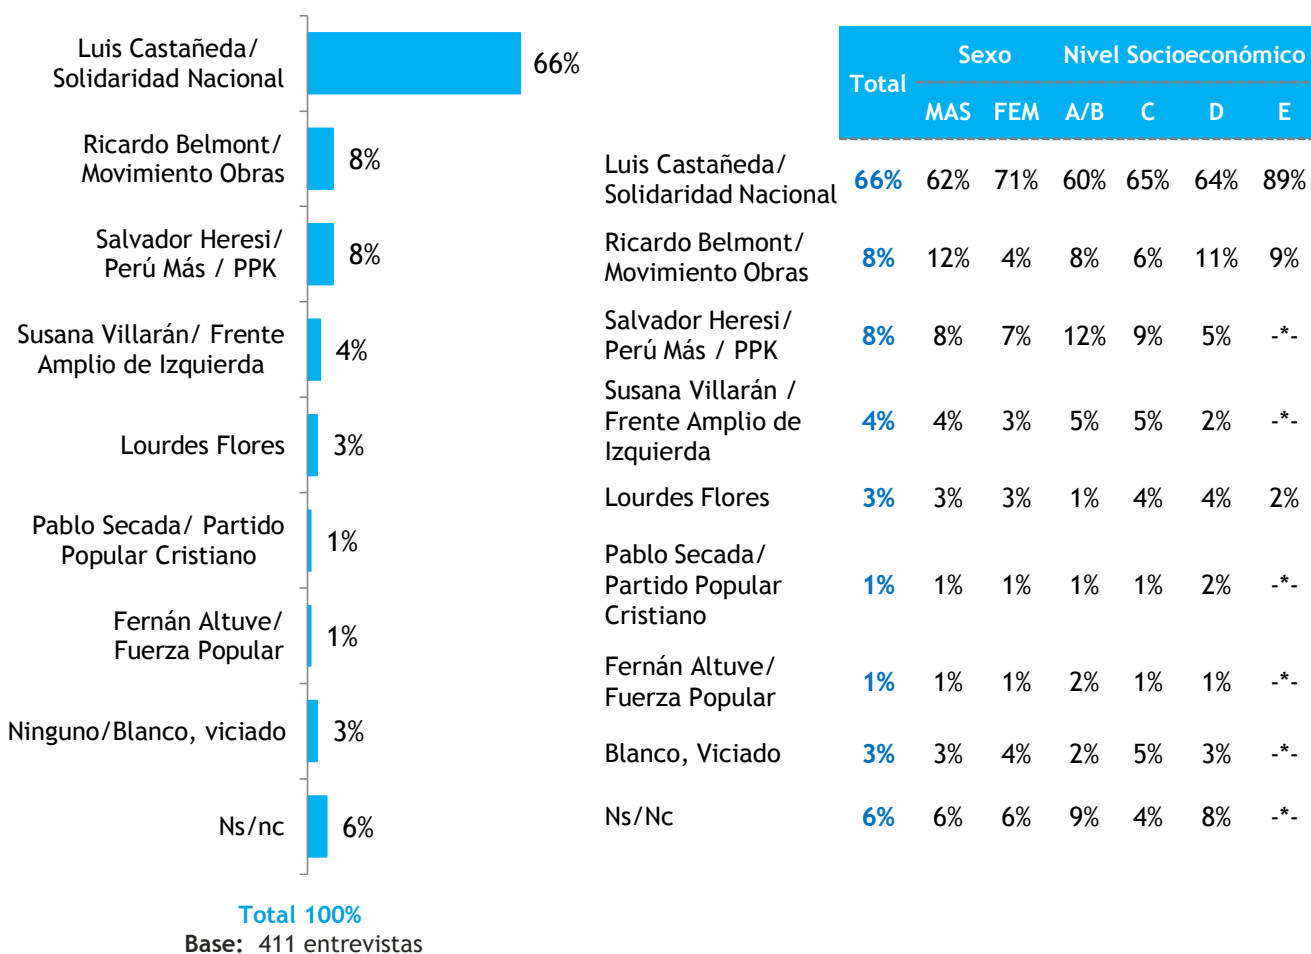 Luis Castañeda/
Solidaridad Nacional
66%
Ricardo Belmont/
Movimiento Obras
8%
Salvador Heresi/
Perú Más / PPK
8%
Susana Villarán/ Frente
Amplio de Izquierda
4%
Lourdes Flores
3%
Pablo Secada/ Partido
Popular Cristiano
1%
Fernán Altuve/
Fuerza Popular
1%
Ninguno/Blanco, viciado
3%
Ns/nc
6%
Total 100%
Base: 411 entrevistas
Total
Sexo Nivel Socioeconómico
MAS FEM A/B C D E
Luis Castañeda/
Solidaridad Nacional
66% 62% 71% 60% 65% 64% 89%
Ricardo Belmont/
Movimiento Obras
8% 12% 4% 8% 6% 11% 9%
Salvador Heresi/
Perú Más / PPK
8% 8% 7% 12% 9% 5% -*-
Susana Villarán /
Frente Amplio de
Izquierda
4% 4% 3% 5% 5% 2% -*-
Lourdes Flores 3% 3% 3% 1% 4% 4% 2%
Pablo Secada/
Partido Popular
Cristiano
1% 1% 1% 1% 1% 2% -*-
Fernán Altuve/
Fuerza Popular
1% 1% 1% 2% 1% 1% -*-
Blanco, Viciado 3% 3% 4% 2% 5% 3% -*-
Ns/Nc 6% 6% 6% 9% 4% 8% -*-